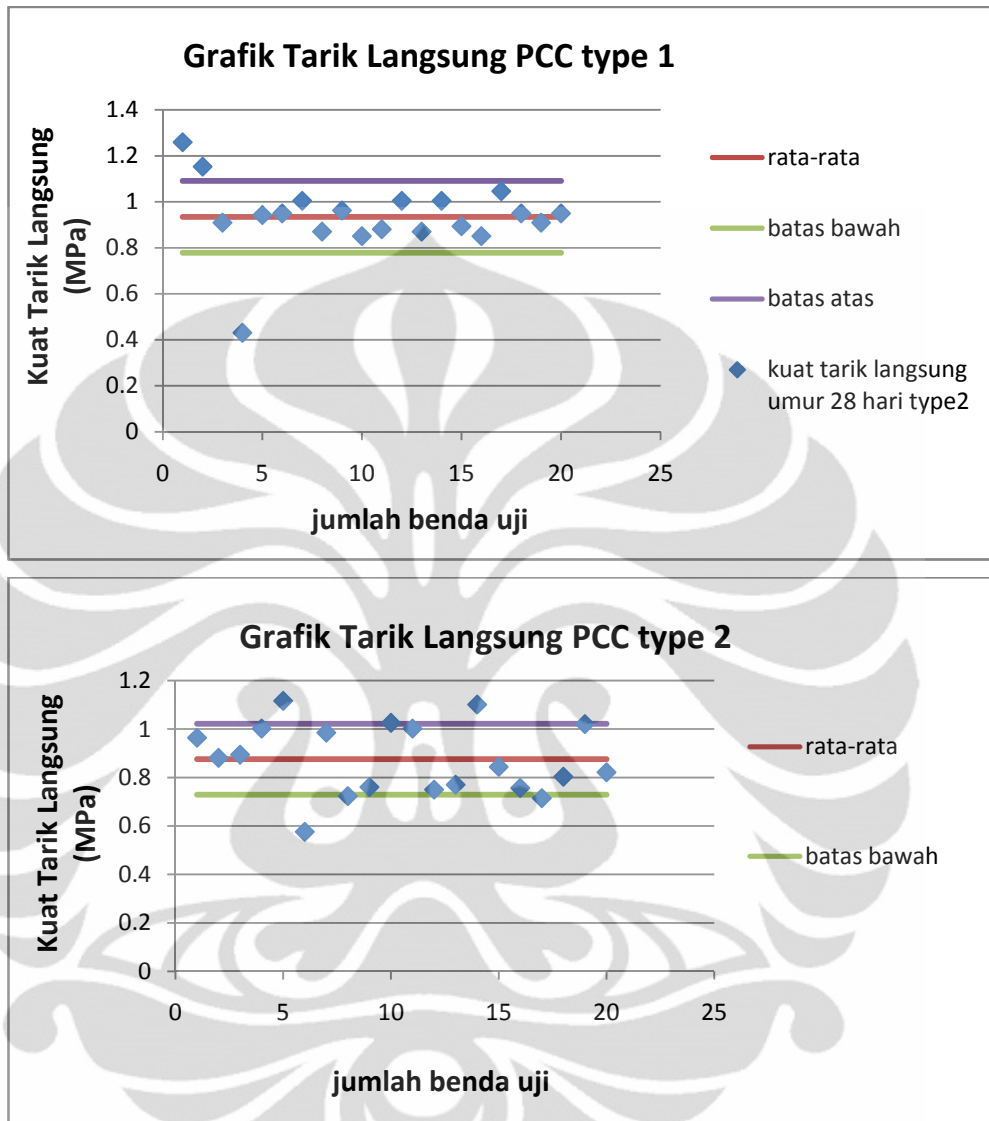 Grafik Tarik Langsung PCC type 1
Kuat Tarik Langsung
(MPa)
1.4
1.2
1
0.8
0.6
0.4
0.2
0
0 5 10 15 20 25
jumlah benda uji
rata-rata
batas bawah
batas atas
kuat tarik langsung
umur 28 hari type2
Grafik Tarik Langsung PCC type 2
Kuat Tarik Langsung
(MPa)
1.2
1
0.8
0.6
0.4
0.2
0
0 5 10 15 20 25
jumlah benda uji
rata-rata
batas bawah